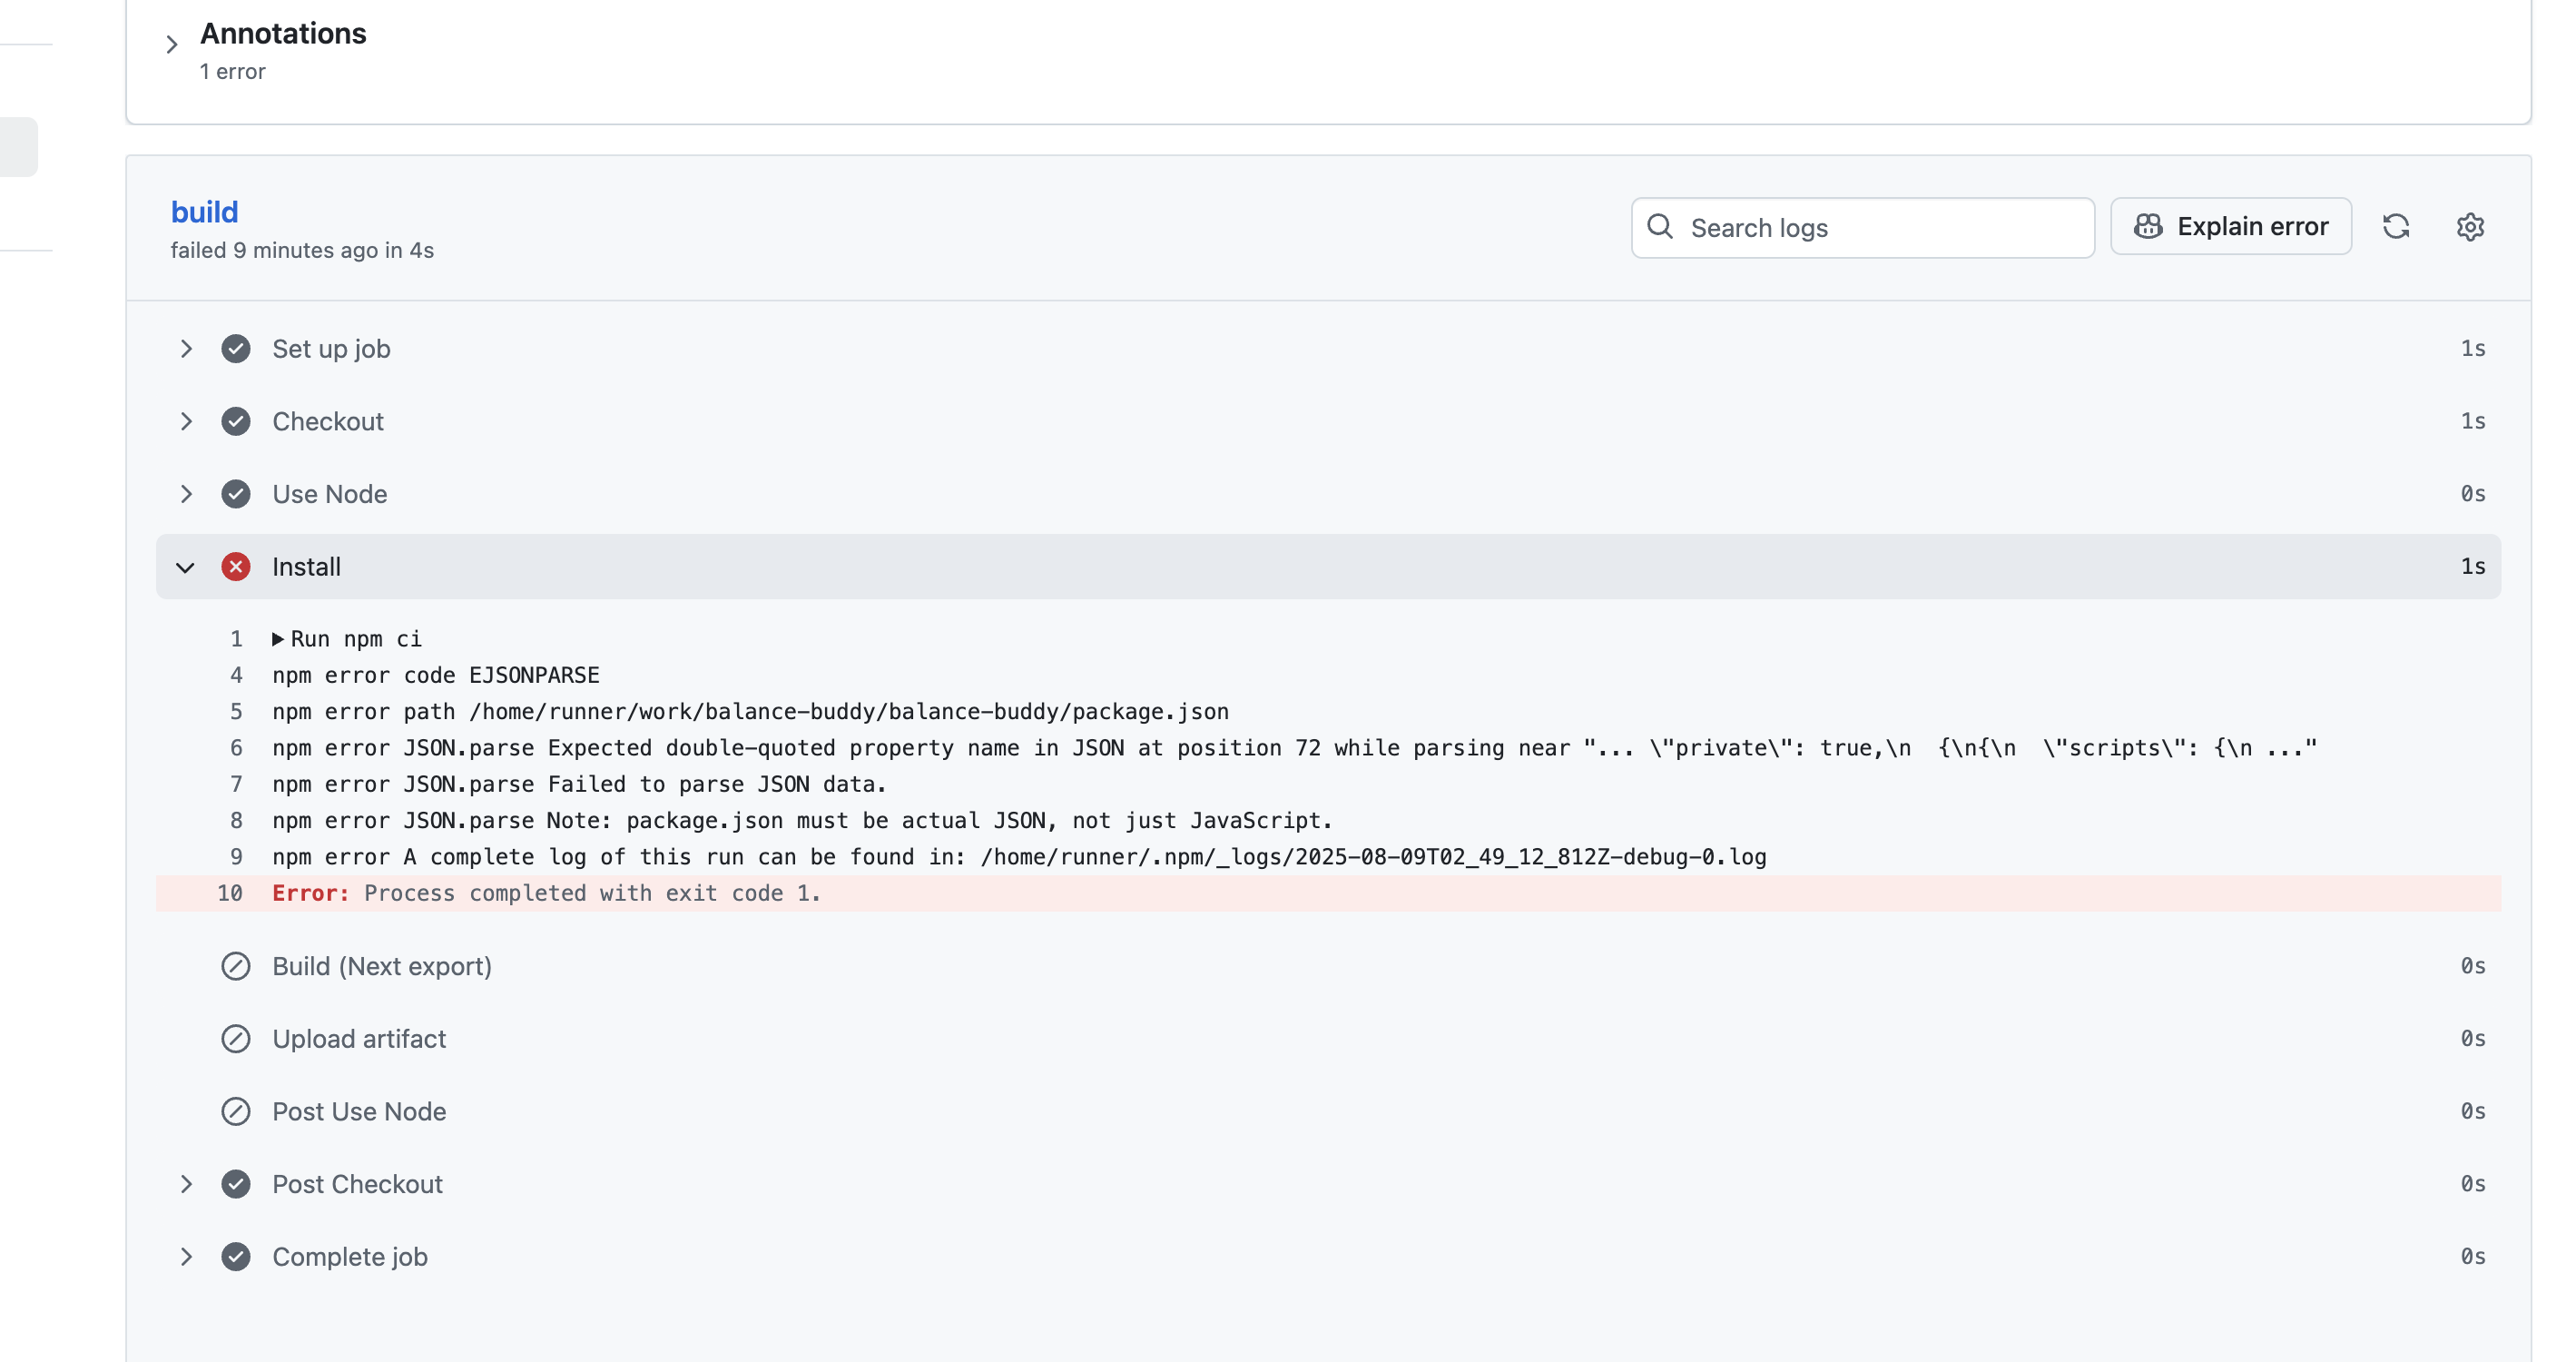 Annotations
1 error
build
failed 9 minutes ago in 4s
Search logs
Explain error
Set up job 1s
Checkout 1s
Use Node 0s
Install 1s
1 Run npm ci
4 npm error code EJSONPARSE
5 npm error path /home/runner/work/balance-buddy/balance-buddy/package.json
6 npm error JSON.parse Expected double-quoted property name in JSON at position 72 while parsing near "... \"private\": true,\n  {\n{\n  \"scripts\": {\n ..."
7 npm error JSON.parse Failed to parse JSON data.
8 npm error JSON.parse Note: package.json must be actual JSON, not just JavaScript.
9 npm error A complete log of this run can be found in: /home/runner/.npm/_logs/2025-08-09T02_49_12_812Z-debug-0.log
10 Error: Process completed with exit code 1.
Build (Next export) 0s
Upload artifact 0s
Post Use Node 0s
Post Checkout 0s
Complete job 0s